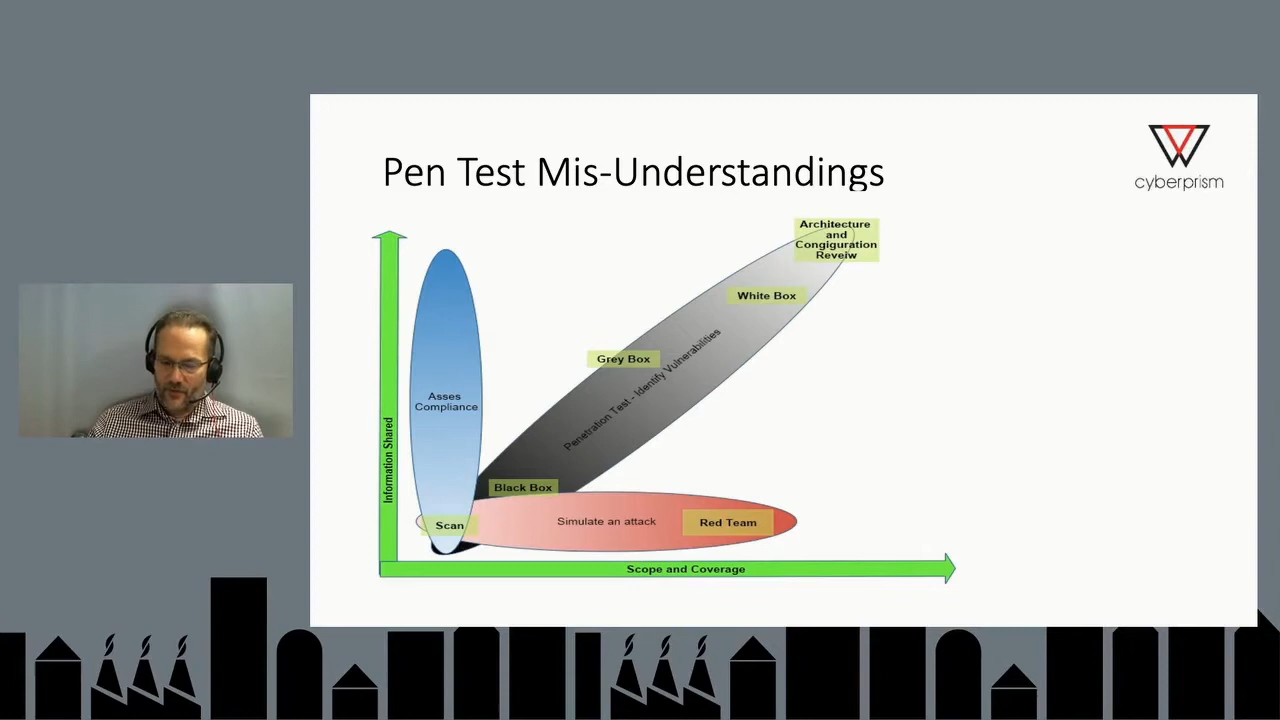 Pen Test Mis-Understandings
cyberprism
Architecture
and
Congiguration
Reveiw
White Box
Grey Box
Penetration Test - Identify Vulnerabilities
Asses
Compliance
Information Shared
Black Box
Scan
Simulate an attack
Red Team
Scope and Coverage